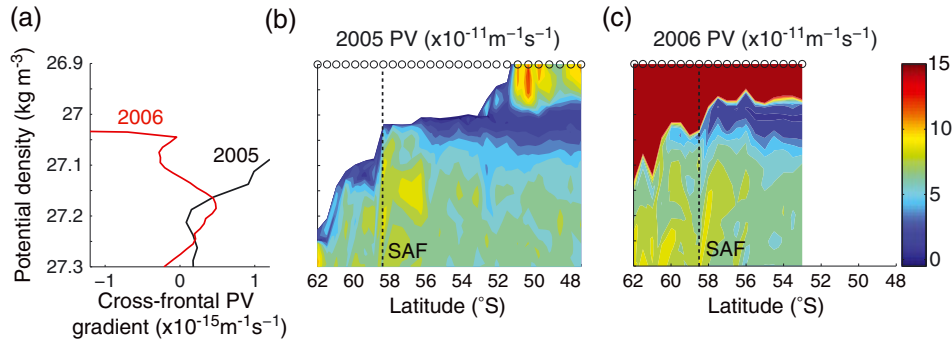 (a)
Potential density (kg m⁻³)
26.9
27
27.1
27.2
27.3
2006
2005
−1 0 1
Cross-frontal PV
gradient (x10⁻¹⁵m⁻¹s⁻¹)
(b)
2005 PV (x10⁻¹¹m⁻¹s⁻¹)
SAF
62 60 58 56 54 52 50 48
Latitude (°S)
(c)
2006 PV (x10⁻¹¹m⁻¹s⁻¹)
SAF
62 60 58 56 54 52 50 48
Latitude (°S)
15
10
5
0